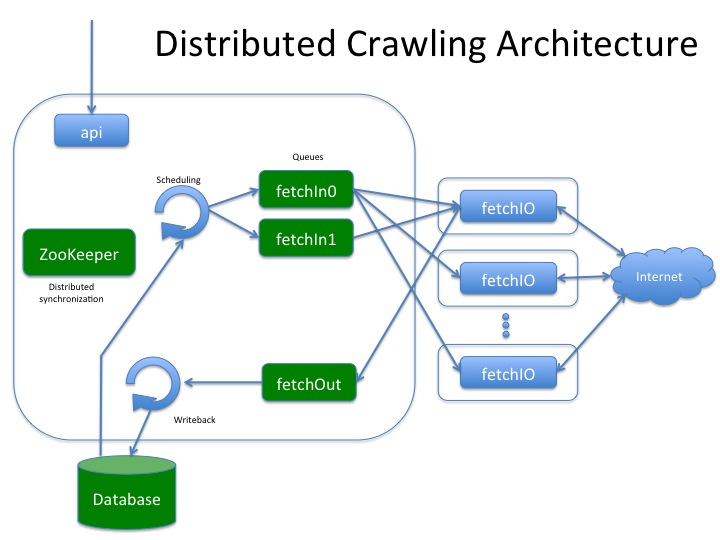 Distributed Crawling Architecture
api
Queues
Scheduling
fetchIn0
fetchIO
fetchIn1
ZooKeeper
Distributed
synchronization
fetchIO
Internet
fetchIO
fetchOut
Writeback
Database